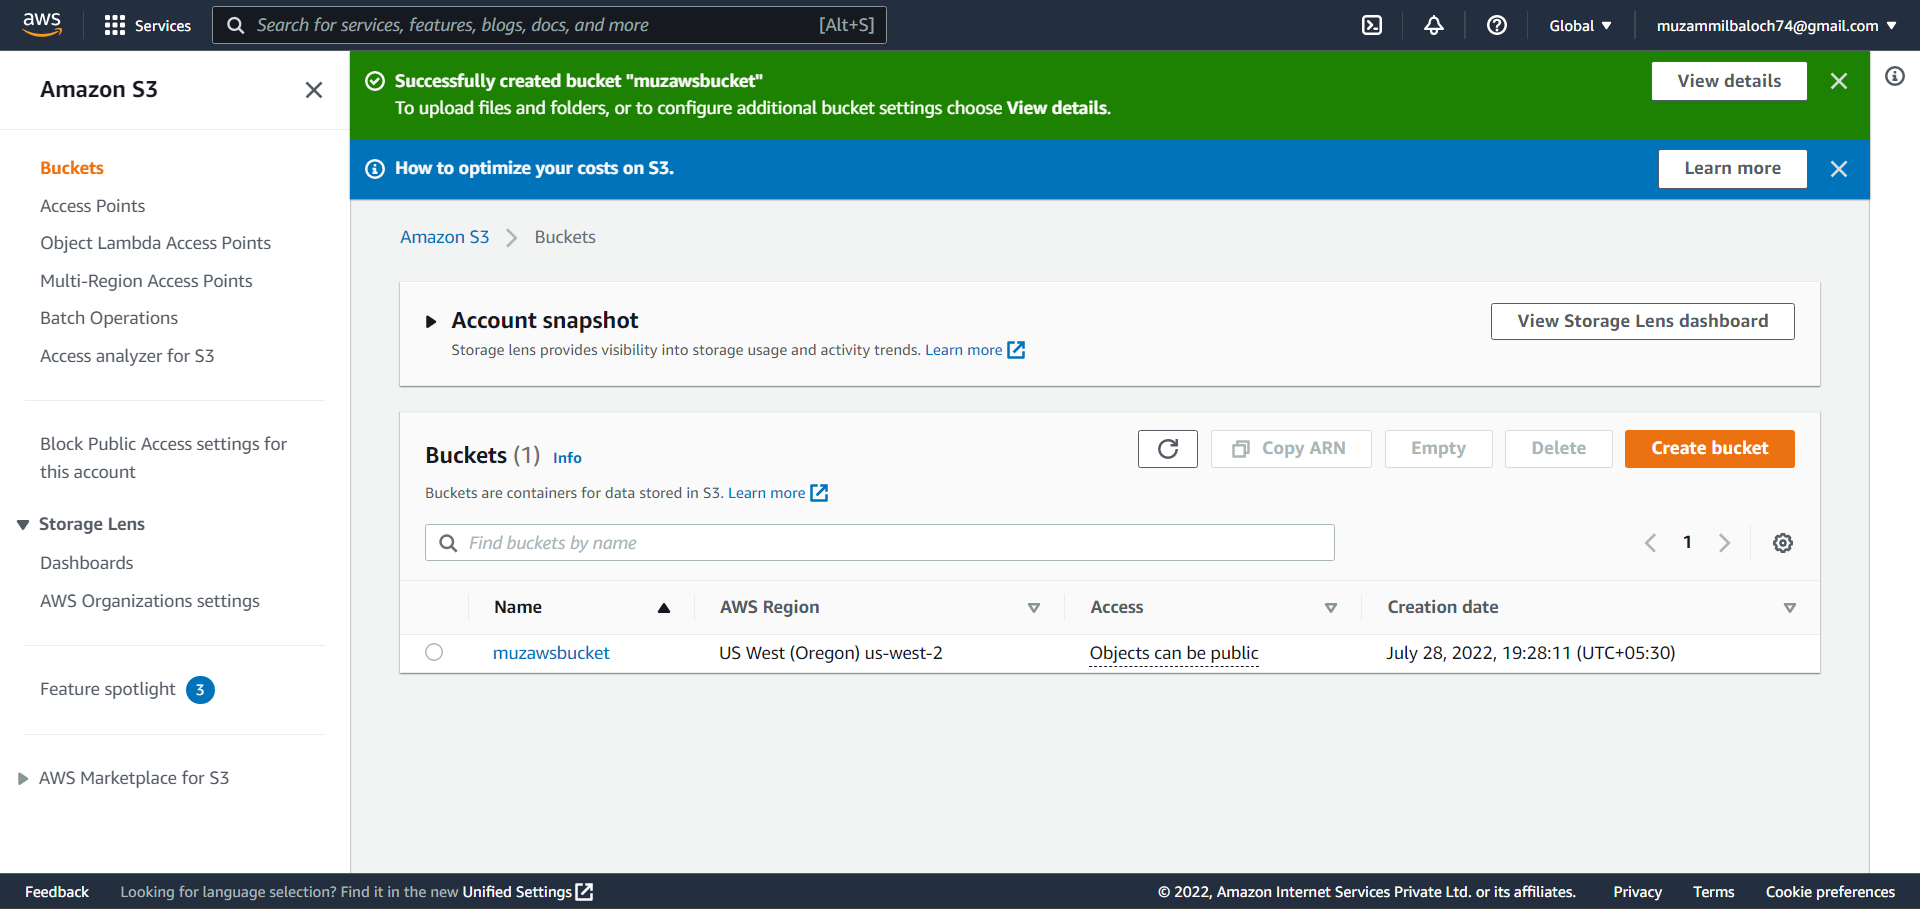 aws
Services
Search for services, features, blogs, docs, and more [Alt+S]
Global
muzammilbaloch74@gmail.com
Amazon S3
Buckets
Access Points
Object Lambda Access Points
Multi-Region Access Points
Batch Operations
Access analyzer for S3
Block Public Access settings for
this account
Storage Lens
Dashboards
AWS Organizations settings
Feature spotlight 3
AWS Marketplace for S3
Successfully created bucket "muzawsbucket"
To upload files and folders, or to configure additional bucket settings choose View details.
View details
How to optimize your costs on S3.
Learn more
Amazon S3 Buckets
Account snapshot
Storage lens provides visibility into storage usage and activity trends. Learn more
View Storage Lens dashboard
Buckets (1) Info
Buckets are containers for data stored in S3. Learn more
Copy ARN
Empty
Delete
Create bucket
Find buckets by name
1
Name AWS Region Access Creation date
muzawsbucket US West (Oregon) us-west-2 Objects can be public July 28, 2022, 19:28:11 (UTC+05:30)
Feedback Looking for language selection? Find it in the new Unified Settings
© 2022, Amazon Internet Services Private Ltd. or its affiliates. Privacy Terms Cookie preferences